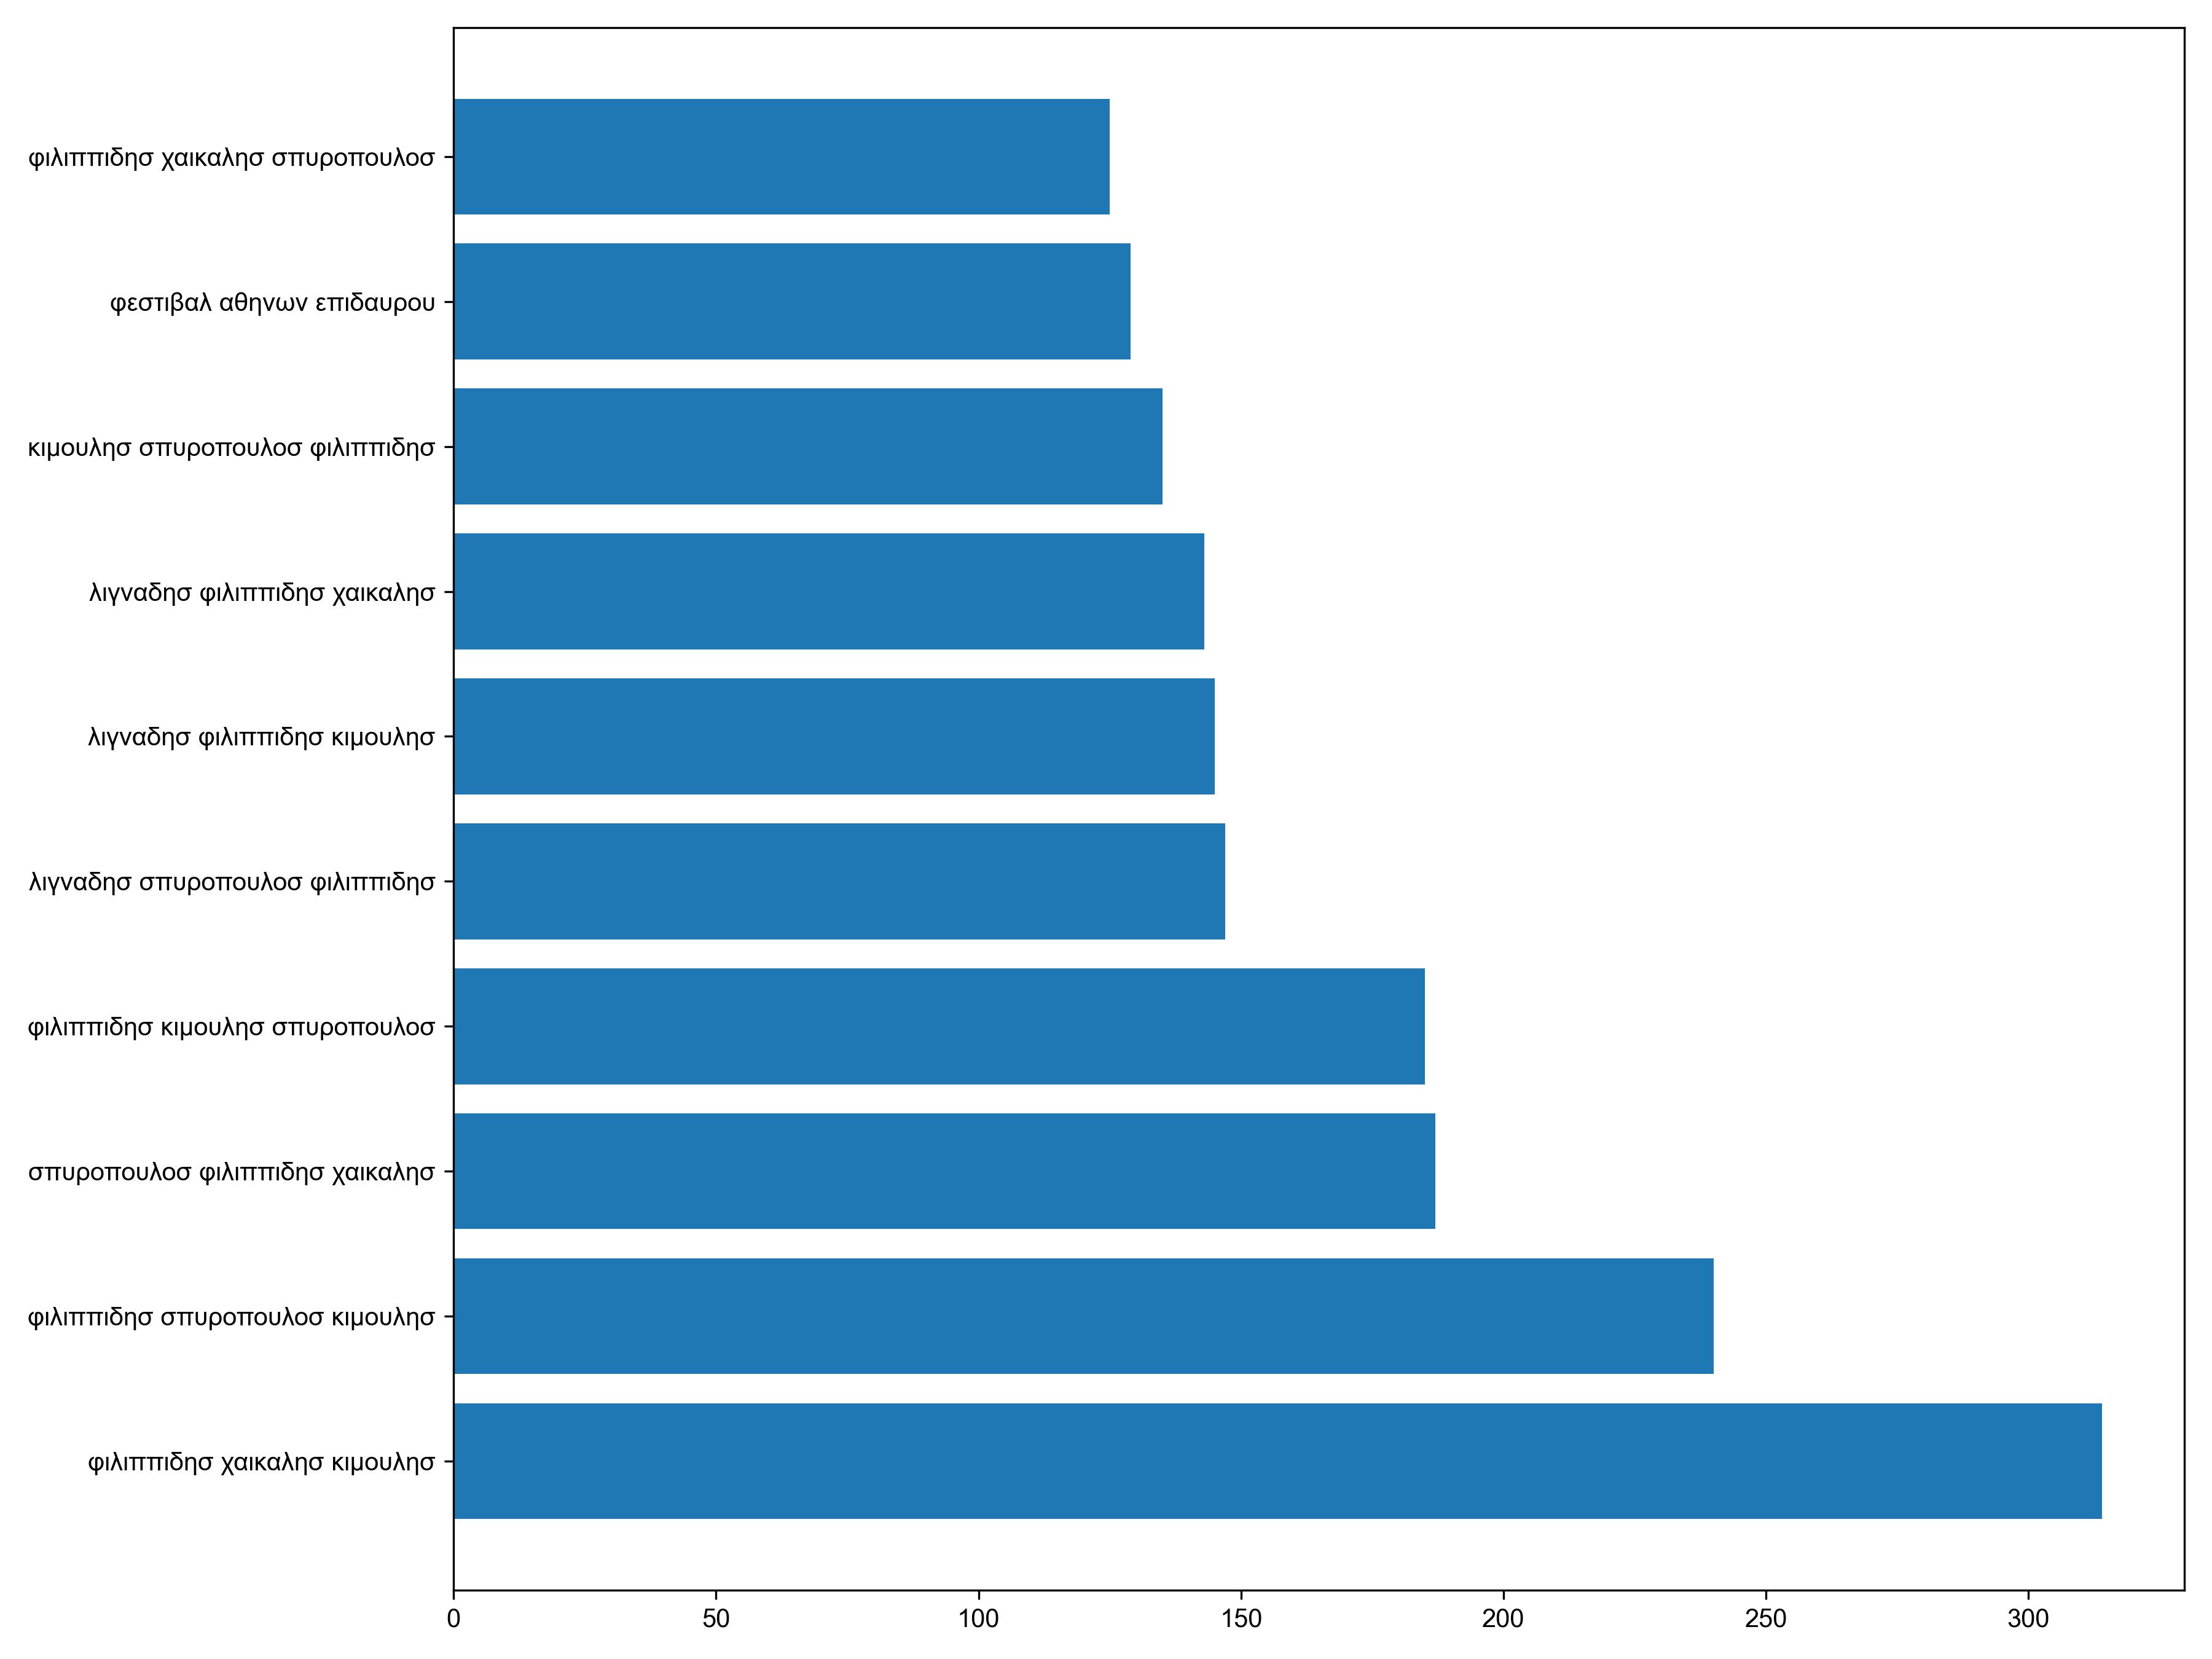 φιλιππιδησ χαικαλησ σπυροπουλοσ
φεστιβαλ αθηνων επιδαυρου
κιμουλησ σπυροπουλοσ φιλιππιδησ
λιγναδησ φιλιππιδησ χαικαλησ
λιγναδησ φιλιππιδησ κιμουλησ
λιγναδησ σπυροπουλοσ φιλιππιδησ
φιλιππιδησ κιμουλησ σπυροπουλοσ
σπυροπουλοσ φιλιππιδησ χαικαλησ
φιλιππιδησ σπυροπουλοσ κιμουλησ
φιλιππιδησ χαικαλησ κιμουλησ
0 50 100 150 200 250 300